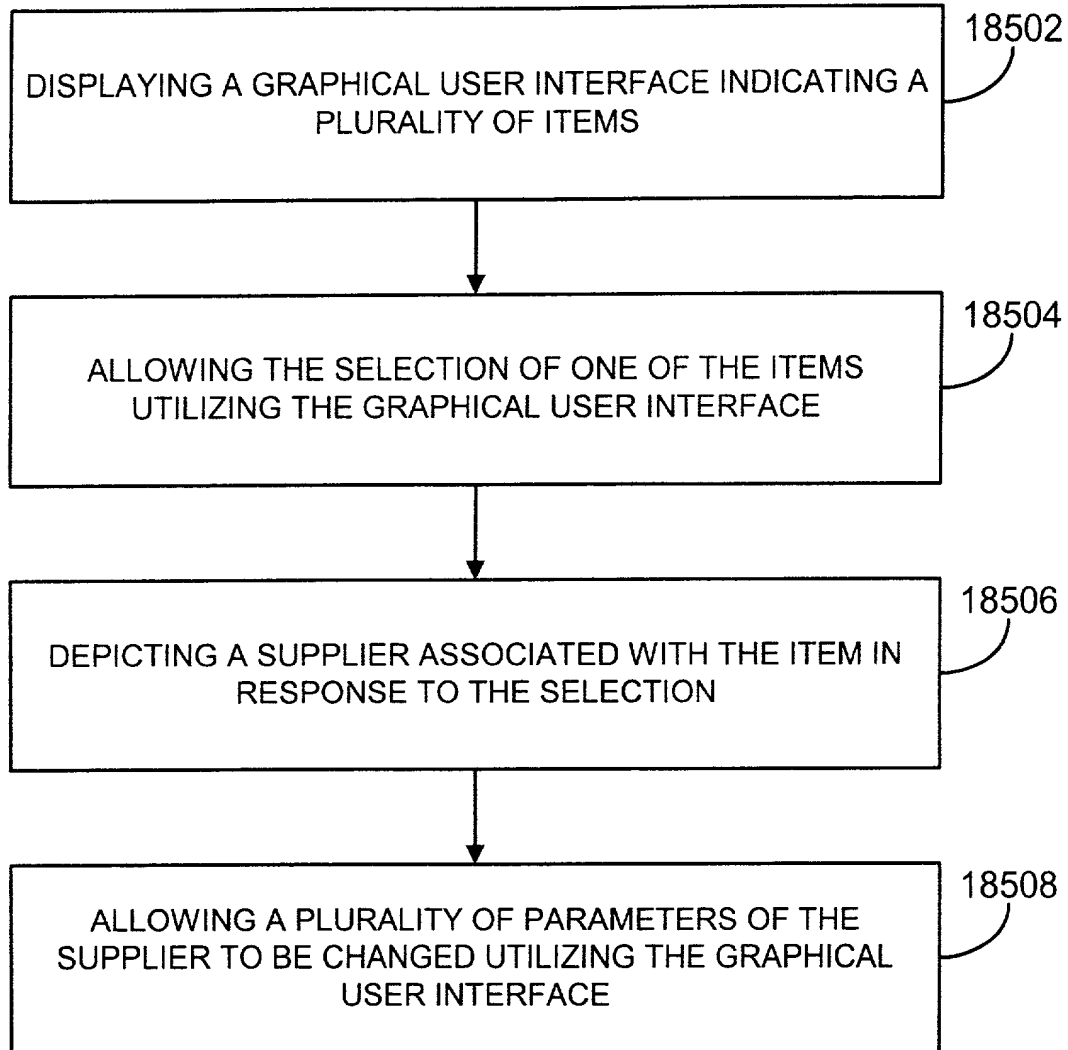 18502
DISPLAYING A GRAPHICAL USER INTERFACE INDICATING A
PLURALITY OF ITEMS
18504
ALLOWING THE SELECTION OF ONE OF THE ITEMS
UTILIZING THE GRAPHICAL USER INTERFACE
18506
DEPICTING A SUPPLIER ASSOCIATED WITH THE ITEM IN
RESPONSE TO THE SELECTION
18508
ALLOWING A PLURALITY OF PARAMETERS OF THE
SUPPLIER TO BE CHANGED UTILIZING THE GRAPHICAL
USER INTERFACE